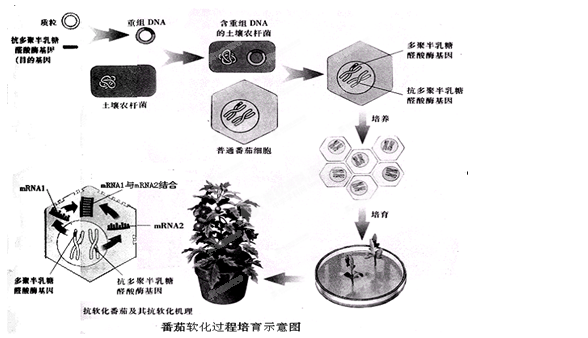 质粒
重组 DNA
含重组 DNA
的土壤农杆菌
抗多聚半乳糖
醛酸酶基因
(目的基因
土壤农杆菌
普通番茄细胞
多聚半乳糖
醛酸酶基因
抗多聚半乳糖
醛酸酶基因
培养
培育
mRNA1
mRNA1与mRNA2结合
mRNA2
多聚半乳糖
醛酸酶基因
抗多聚半乳糖
醛酸酶基因
抗软化番茄及其抗软化机理
番茄软化过程培育示意图